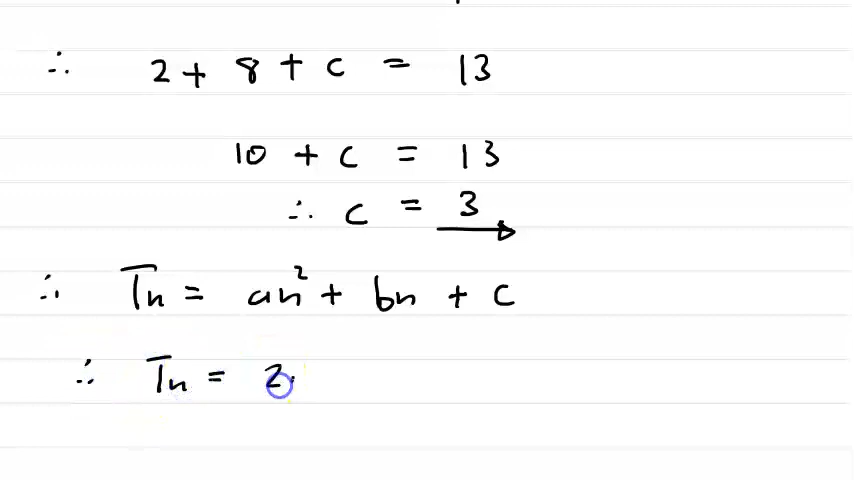 ∴ 2 + 8 + c = 13
10 + c = 13
∴ c = 3
∴ Tn = an² + bn + c
∴ Tn = 2